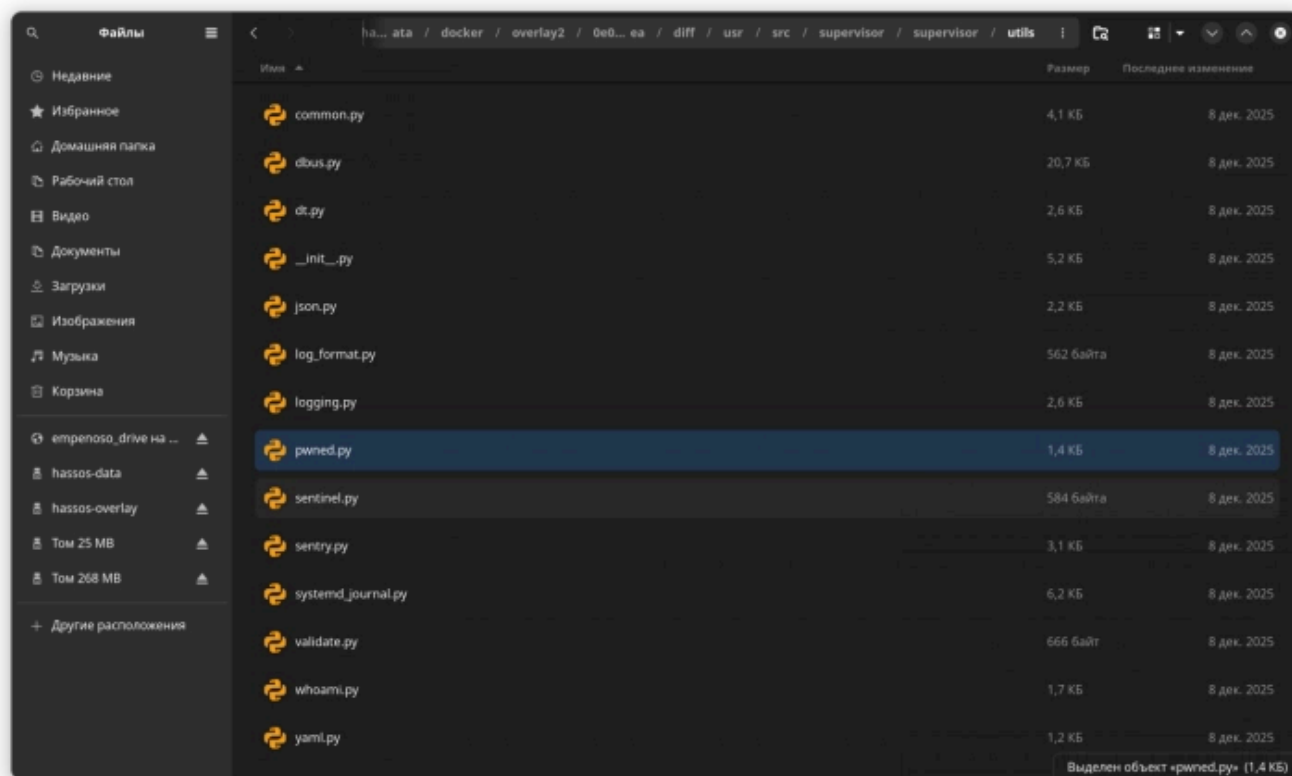 Файлы
ha... ata / docker / overlay2 / 0e0... ea / diff / usr / src / supervisor / supervisor / utils
Недавние
Избранное
Домашняя папка
Рабочий стол
Видео
Документы
Загрузки
Изображения
Музыка
Корзина
empenoso_drive на ...
hassos-data
hassos-overlay
Том 25 MB
Том 268 MB
Другие расположения
Имя Размер Последнее изменение
common.py 4,1 КБ 8 дек. 2025
dbus.py 20,7 КБ 8 дек. 2025
dt.py 2,6 КБ 8 дек. 2025
__init__.py 5,2 КБ 8 дек. 2025
json.py 2,2 КБ 8 дек. 2025
log_format.py 562 байта 8 дек. 2025
logging.py 2,6 КБ 8 дек. 2025
pwned.py 1,4 КБ 8 дек. 2025
sentinel.py 584 байта 8 дек. 2025
sentry.py 3,1 КБ 8 дек. 2025
systemd_journal.py 6,2 КБ 8 дек. 2025
validate.py 666 байт 8 дек. 2025
whoami.py 1,7 КБ 8 дек. 2025
yaml.py 1,2 КБ 8 дек. 2025
Выделен объект «pwned.py» (1,4 КБ)